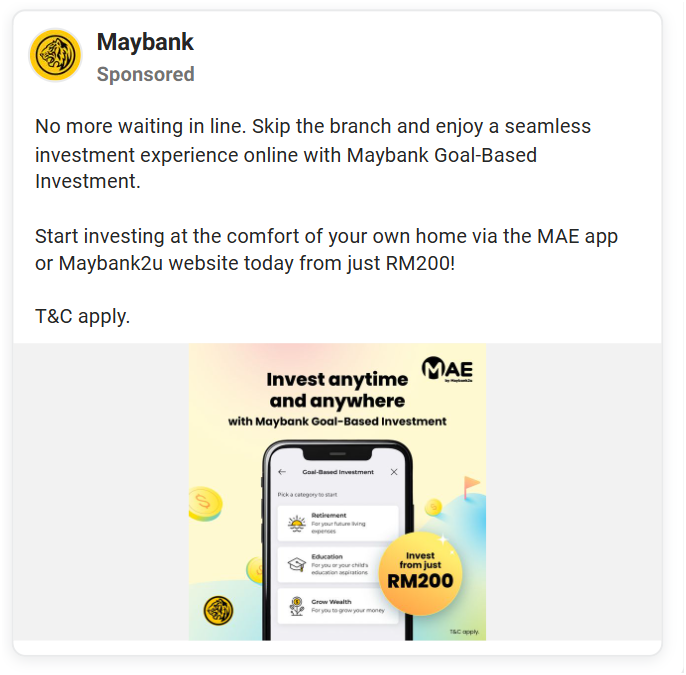 Maybank
Sponsored
No more waiting in line. Skip the branch and enjoy a seamless
investment experience online with Maybank Goal-Based
Investment.
Start investing at the comfort of your own home via the MAE app
or Maybank2u website today from just RM200!
T&C apply.
MAE
by Maybank2u
Invest anytime
and anywhere
with Maybank Goal-Based Investment
Goal-Based Investment
Pick a category to start
Retirement
For your future living
expenses
Education
For you or your child's
education aspirations
Grow Wealth
For you to grow your money
Invest
from just
RM200
T&C apply.